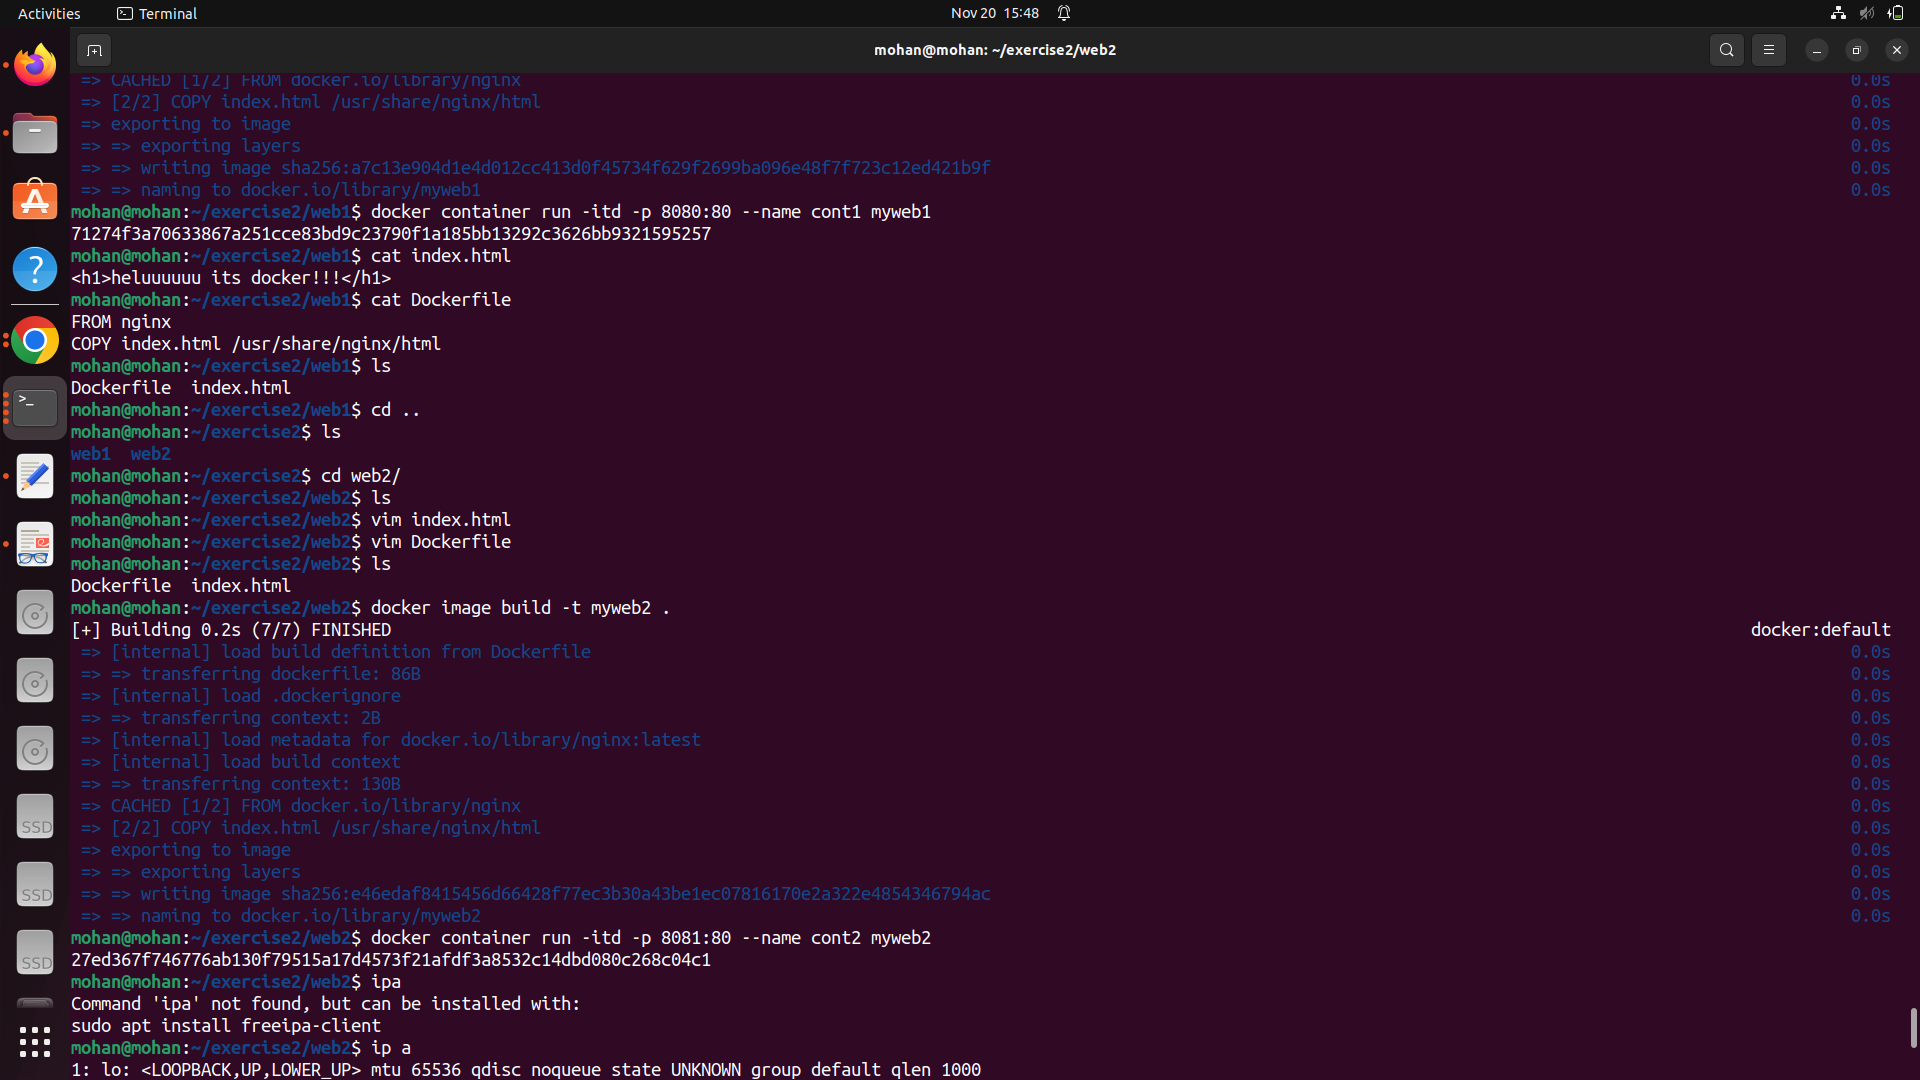 Activities
Terminal
Nov 20 15:48
mohan@mohan: ~/exercise2/web2
=> CACHED [1/2] FROM docker.io/library/nginx 0.0s
=> [2/2] COPY index.html /usr/share/nginx/html 0.0s
=> exporting to image 0.0s
=> => exporting layers 0.0s
=> => writing image sha256:a7c13e904d1e4d012cc413d0f45734f629f2699ba096e48f7f723c12ed421b9f 0.0s
=> => naming to docker.io/library/myweb1 0.0s
mohan@mohan:~/exercise2/web1$ docker container run -itd -p 8080:80 --name cont1 myweb1
71274f3a70633867a251cce83bd9c23790f1a185bb13292c3626bb9321595257
mohan@mohan:~/exercise2/web1$ cat index.html
<h1>heluuuuuu its docker!!!</h1>
mohan@mohan:~/exercise2/web1$ cat Dockerfile
FROM nginx
COPY index.html /usr/share/nginx/html
mohan@mohan:~/exercise2/web1$ ls
Dockerfile  index.html
mohan@mohan:~/exercise2/web1$ cd ..
mohan@mohan:~/exercise2$ ls
web1  web2
mohan@mohan:~/exercise2$ cd web2/
mohan@mohan:~/exercise2/web2$ ls
mohan@mohan:~/exercise2/web2$ vim index.html
mohan@mohan:~/exercise2/web2$ vim Dockerfile
mohan@mohan:~/exercise2/web2$ ls
Dockerfile  index.html
mohan@mohan:~/exercise2/web2$ docker image build -t myweb2 .
[+] Building 0.2s (7/7) FINISHED docker:default
=> [internal] load build definition from Dockerfile 0.0s
=> => transferring dockerfile: 86B 0.0s
=> [internal] load .dockerignore 0.0s
=> => transferring context: 2B 0.0s
=> [internal] load metadata for docker.io/library/nginx:latest 0.0s
=> [internal] load build context 0.0s
=> => transferring context: 130B 0.0s
=> CACHED [1/2] FROM docker.io/library/nginx 0.0s
=> [2/2] COPY index.html /usr/share/nginx/html 0.0s
=> exporting to image 0.0s
=> => exporting layers 0.0s
=> => writing image sha256:e46edaf8415456d66428f77ec3b30a43be1ec07816170e2a322e4854346794ac 0.0s
=> => naming to docker.io/library/myweb2 0.0s
mohan@mohan:~/exercise2/web2$ docker container run -itd -p 8081:80 --name cont2 myweb2
27ed367f746776ab130f79515a17d4573f21afdf3a8532c14dbd080c268c04c1
mohan@mohan:~/exercise2/web2$ ipa
Command 'ipa' not found, but can be installed with:
sudo apt install freeipa-client
mohan@mohan:~/exercise2/web2$ ip a
1: lo: <LOOPBACK,UP,LOWER_UP> mtu 65536 qdisc noqueue state UNKNOWN group default qlen 1000
SSD
SSD
SSD